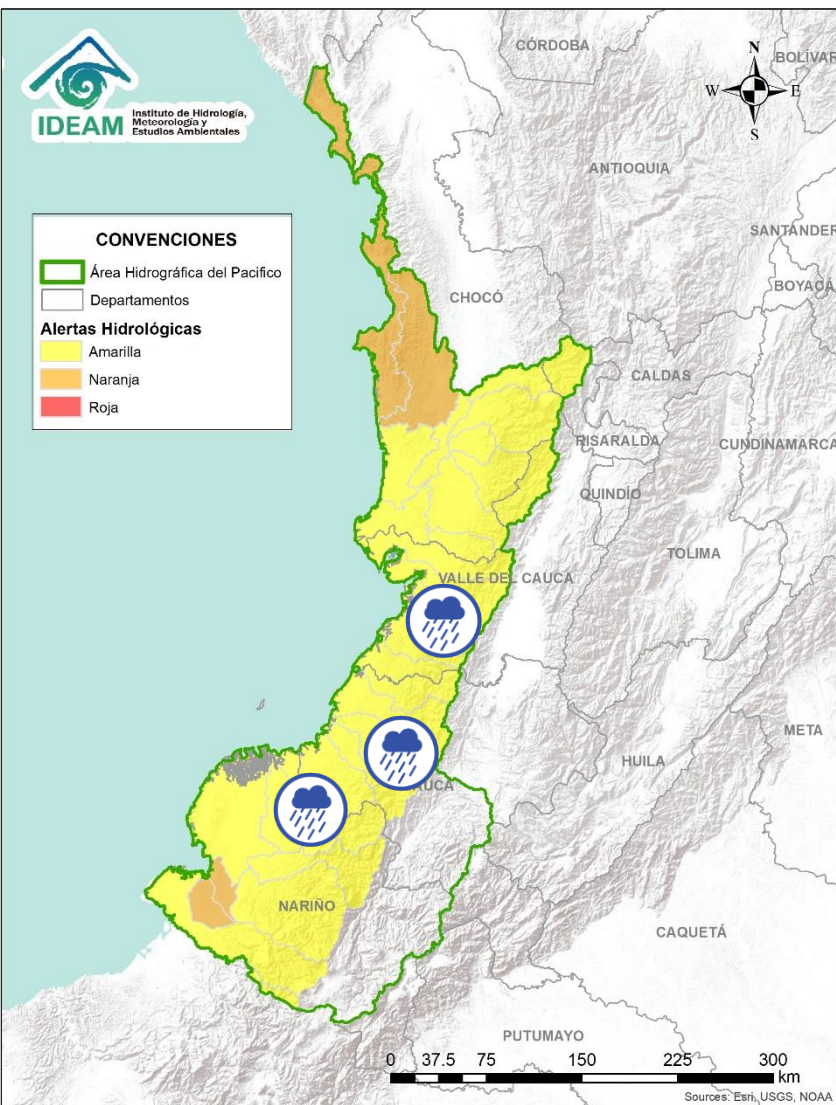 IDEAM
Instituto de Hidrología,
Meteorología y
Estudios Ambientales
CÓRDOBA
N
BOLÍVAR
W
E
S
ANTIOQUIA
SANTANDER
CONVENCIONES
Área Hidrográfica del Pacifico
Departamentos
Alertas Hidrológicas
Amarilla
Naranja
Roja
CHOCÓ
BOYACÁ
CALDAS
RISARALDA
CUNDINAMARCA
QUINDÍO
TOLIMA
VALLE DEL CAUCA
META
HUILA
AUCA
NARIÑO
CAQUETÁ
PUTUMAYO
0 37.5 75 150 225 300
km
Sources: Esri, USGS, NOAA